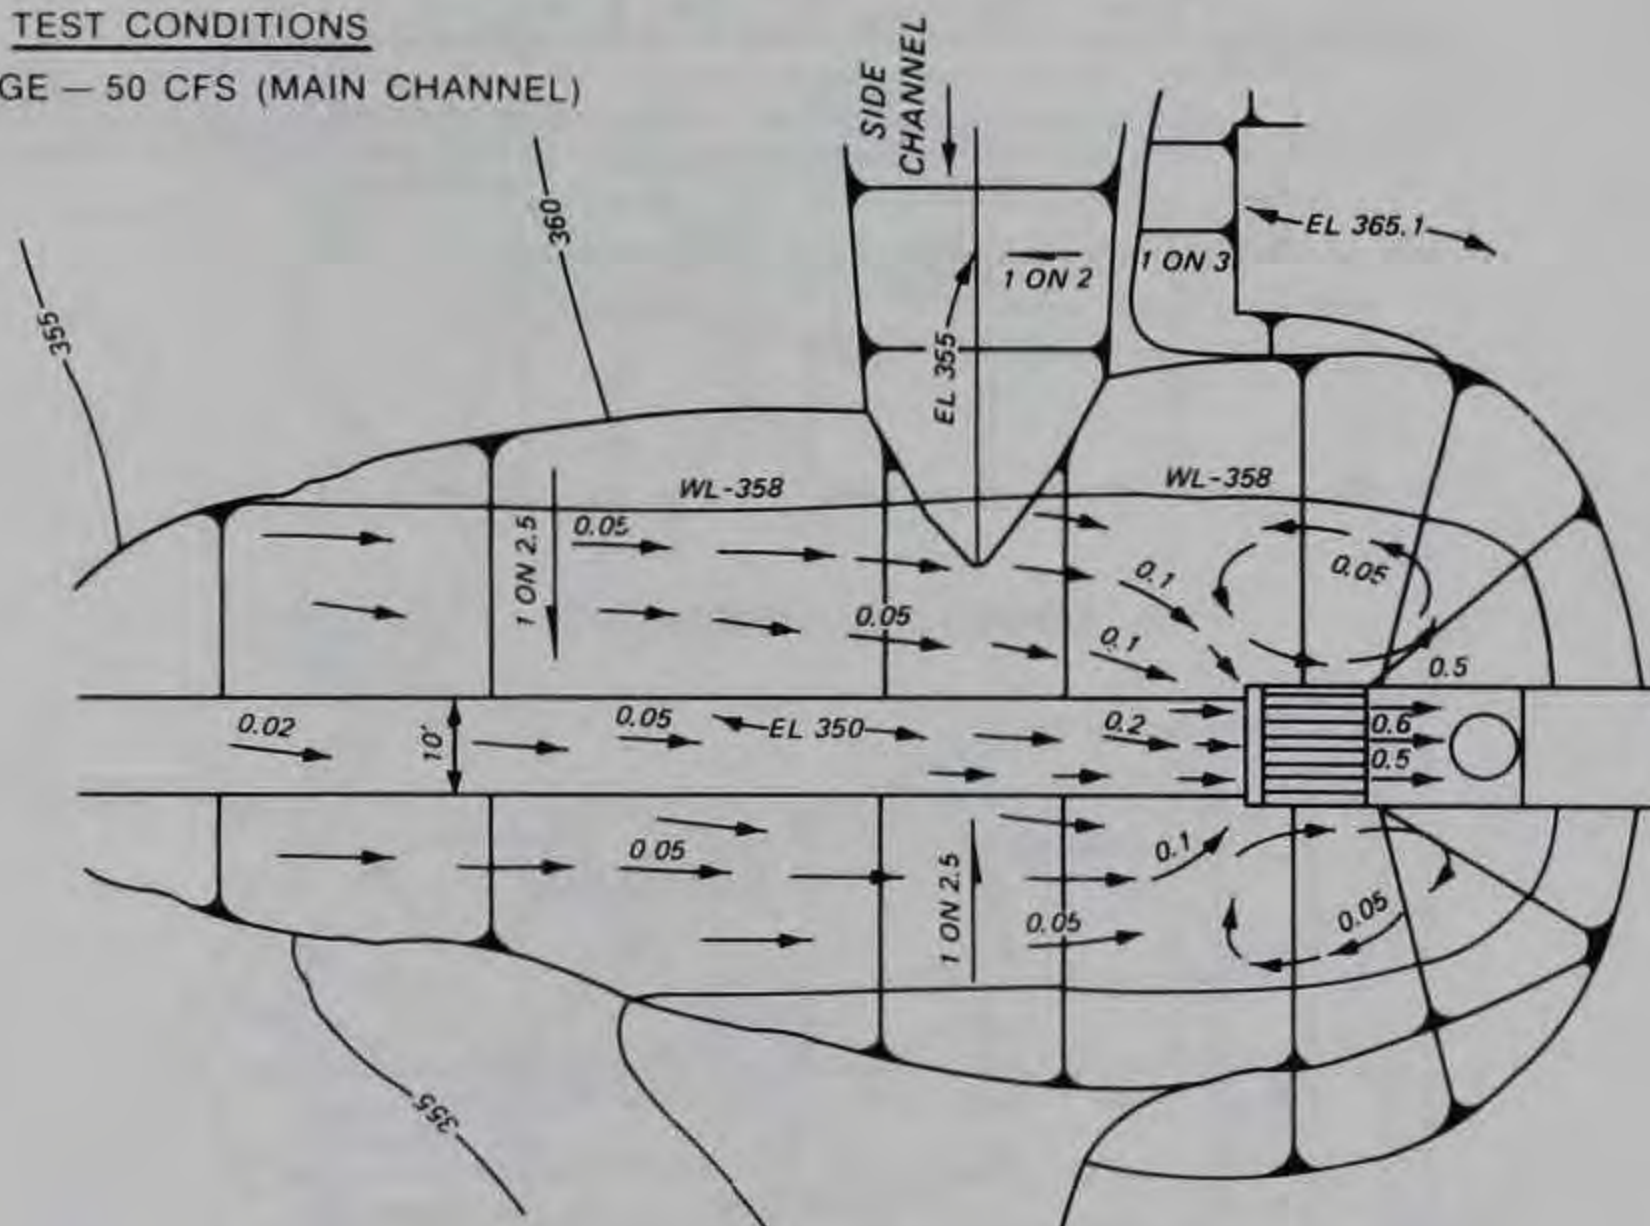 TEST CONDITIONS
GE — 50 CFS (MAIN CHANNEL)
SIDE
CHANNEL
360
355
EL 365.1
1 ON 2
1 ON 3
EL 355
WL-358
WL-358
1 ON 2.5
0.05
0.05
0.1
0.1
0.05
0.5
0.02
10'
0.05
EL 350
0.2
0.6
0.5
0 05
1 ON 2.5
0.1
0.05
0.05
355